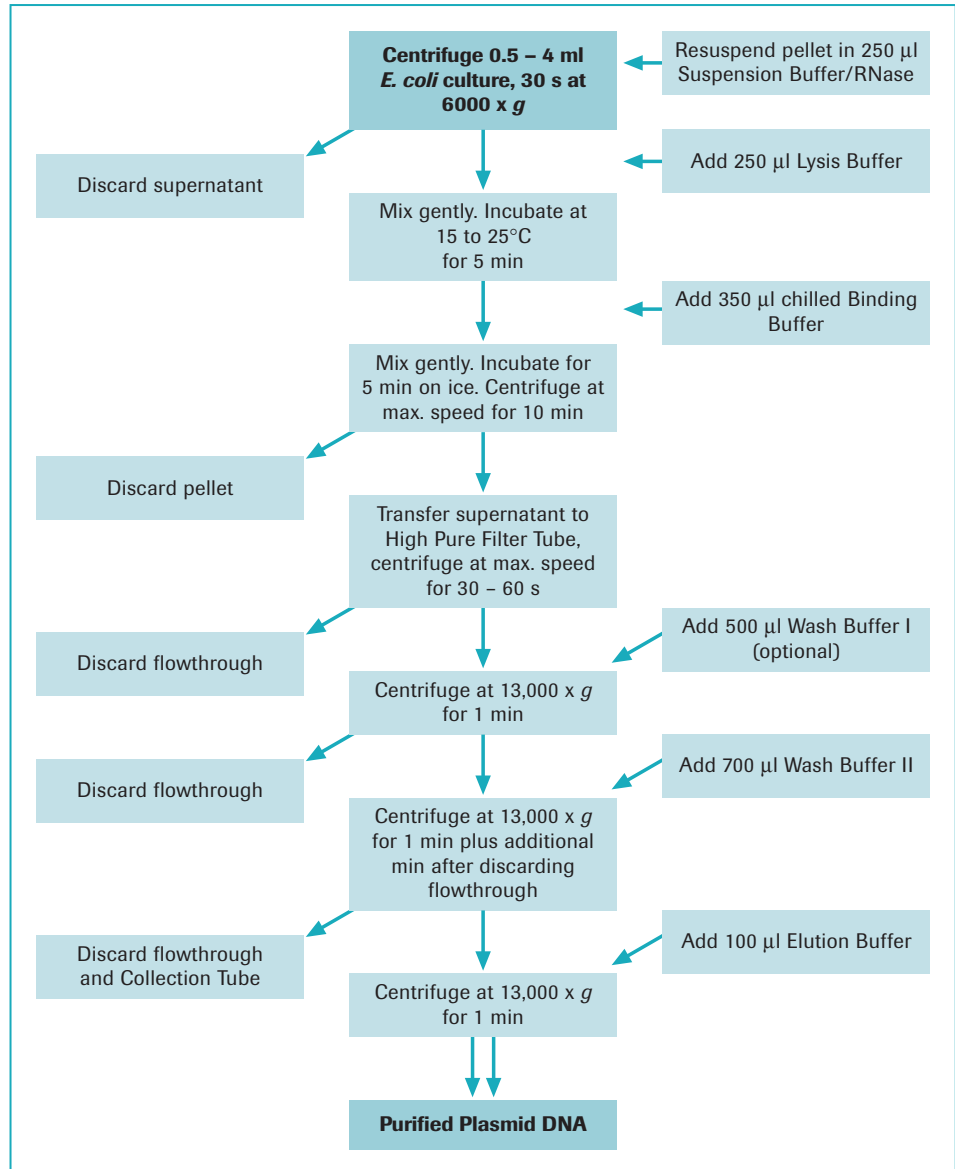 Centrifuge 0.5 – 4 ml
E. coli culture, 30 s at
6000 x g
Resuspend pellet in 250 µl
Suspension Buffer/RNase
Discard supernatant
Add 250 µl Lysis Buffer
Mix gently. Incubate at
15 to 25°C
for 5 min
Add 350 µl chilled Binding
Buffer
Mix gently. Incubate for
5 min on ice. Centrifuge at
max. speed for 10 min
Discard pellet
Transfer supernatant to
High Pure Filter Tube,
centrifuge at max. speed
for 30 – 60 s
Discard flowthrough
Add 500 µl Wash Buffer I
(optional)
Centrifuge at 13,000 x g
for 1 min
Discard flowthrough
Add 700 µl Wash Buffer II
Centrifuge at 13,000 x g
for 1 min plus additional
min after discarding
flowthrough
Discard flowthrough
and Collection Tube
Add 100 µl Elution Buffer
Centrifuge at 13,000 x g
for 1 min
Purified Plasmid DNA